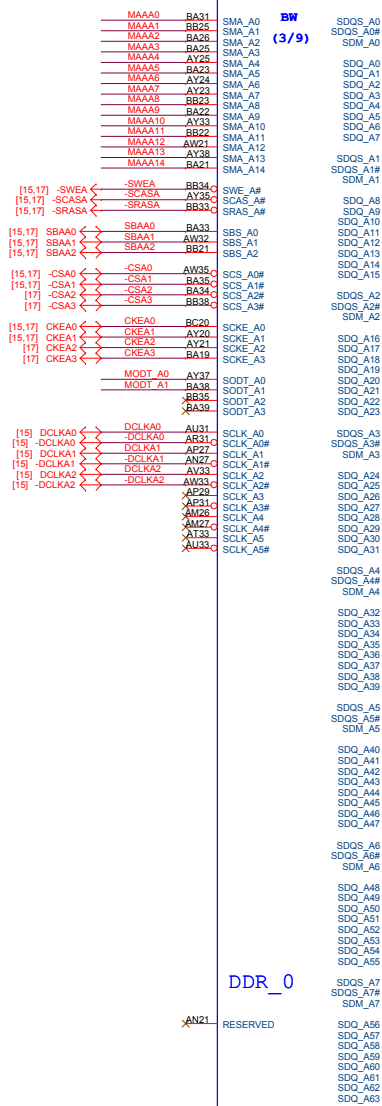 MAAA0 BA31 SMA_A0 BW SDQS_A0
MAAA1 BB25 SMA_A1 SDQS_A0#
MAAA2 BA26 SMA_A2 (3/9) SDM_A0
MAAA3 BA25 SMA_A3
MAAA4 AY25 SMA_A4 SDQ_A0
MAAA5 BA23 SMA_A5 SDQ_A1
MAAA6 AY24 SMA_A6 SDQ_A2
MAAA7 AY23 SMA_A7 SDQ_A3
MAAA8 BB23 SMA_A8 SDQ_A4
MAAA9 BA22 SMA_A9 SDQ_A5
MAAA10 AY33 SMA_A10 SDQ_A6
MAAA11 BB22 SMA_A11 SDQ_A7
MAAA12 AW21 SMA_A12
MAAA13 AY38 SMA_A13 SDQS_A1
MAAA14 BA21 SMA_A14 SDQS_A1#
SDM_A1
[15,17] -SWEA -SWEA BB34 SWE_A#
[15,17] -SCASA -SCASA AY35 SCAS_A# SDQ_A8
[15,17] -SRASA -SRASA BB33 SRAS_A# SDQ_A9
SDQ_A10
[15,17] SBAA0 SBAA0 BA33 SBS_A0 SDQ_A11
[15,17] SBAA1 SBAA1 AW32 SBS_A1 SDQ_A12
[15,17] SBAA2 SBAA2 BB21 SBS_A2 SDQ_A13
SDQ_A14
[15,17] -CSA0 -CSA0 AW35 SCS_A0# SDQ_A15
[15,17] -CSA1 -CSA1 BA35 SCS_A1#
[17] -CSA2 -CSA2 BA34 SCS_A2# SDQS_A2
[17] -CSA3 -CSA3 BB38 SCS_A3# SDQS_A2#
SDM_A2
[15,17] CKEA0 CKEA0 BC20 SCKE_A0
[15,17] CKEA1 CKEA1 AY20 SCKE_A1 SDQ_A16
[17] CKEA2 CKEA2 AY21 SCKE_A2 SDQ_A17
[17] CKEA3 CKEA3 BA19 SCKE_A3 SDQ_A18
SDQ_A19
MODT_A0 AY37 SODT_A0 SDQ_A20
MODT_A1 BA38 SODT_A1 SDQ_A21
BB35 SODT_A2 SDQ_A22
BA39 SODT_A3 SDQ_A23
[15] DCLKA0 DCLKA0 AU31 SCLK_A0 SDQS_A3
[15] -DCLKA0 -DCLKA0 AR31 SCLK_A0# SDQS_A3#
[15] DCLKA1 DCLKA1 AP27 SCLK_A1 SDM_A3
[15] -DCLKA1 -DCLKA1 AN27 SCLK_A1#
[15] DCLKA2 DCLKA2 AV33 SCLK_A2 SDQ_A24
[15] -DCLKA2 -DCLKA2 AW33 SCLK_A2# SDQ_A25
AP29 SCLK_A3 SDQ_A26
AP31 SCLK_A3# SDQ_A27
AM26 SCLK_A4 SDQ_A28
AM27 SCLK_A4# SDQ_A29
AT33 SCLK_A5 SDQ_A30
AU33 SCLK_A5# SDQ_A31
SDQS_A4
SDQS_A4#
SDM_A4
SDQ_A32
SDQ_A33
SDQ_A34
SDQ_A35
SDQ_A36
SDQ_A37
SDQ_A38
SDQ_A39
SDQS_A5
SDQS_A5#
SDM_A5
SDQ_A40
SDQ_A41
SDQ_A42
SDQ_A43
SDQ_A44
SDQ_A45
SDQ_A46
SDQ_A47
SDQS_A6
SDQS_A6#
SDM_A6
SDQ_A48
SDQ_A49
SDQ_A50
SDQ_A51
SDQ_A52
SDQ_A53
SDQ_A54
SDQ_A55
DDR_0 SDQS_A7
SDQS_A7#
SDM_A7
AN21 RESERVED SDQ_A56
SDQ_A57
SDQ_A58
SDQ_A59
SDQ_A60
SDQ_A61
SDQ_A62
SDQ_A63